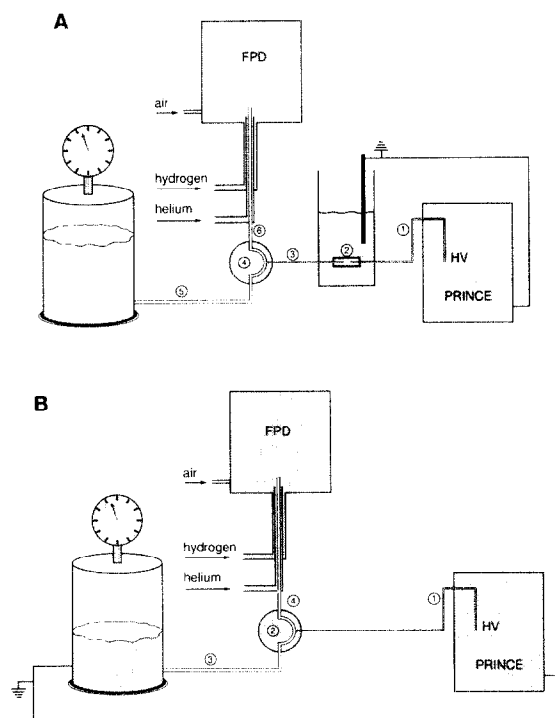 A
FPD
air
hydrogen
helium
6
4
3
2
1
5
HV
PRINCE
B
FPD
air
hydrogen
helium
4
2
3
1
HV
PRINCE